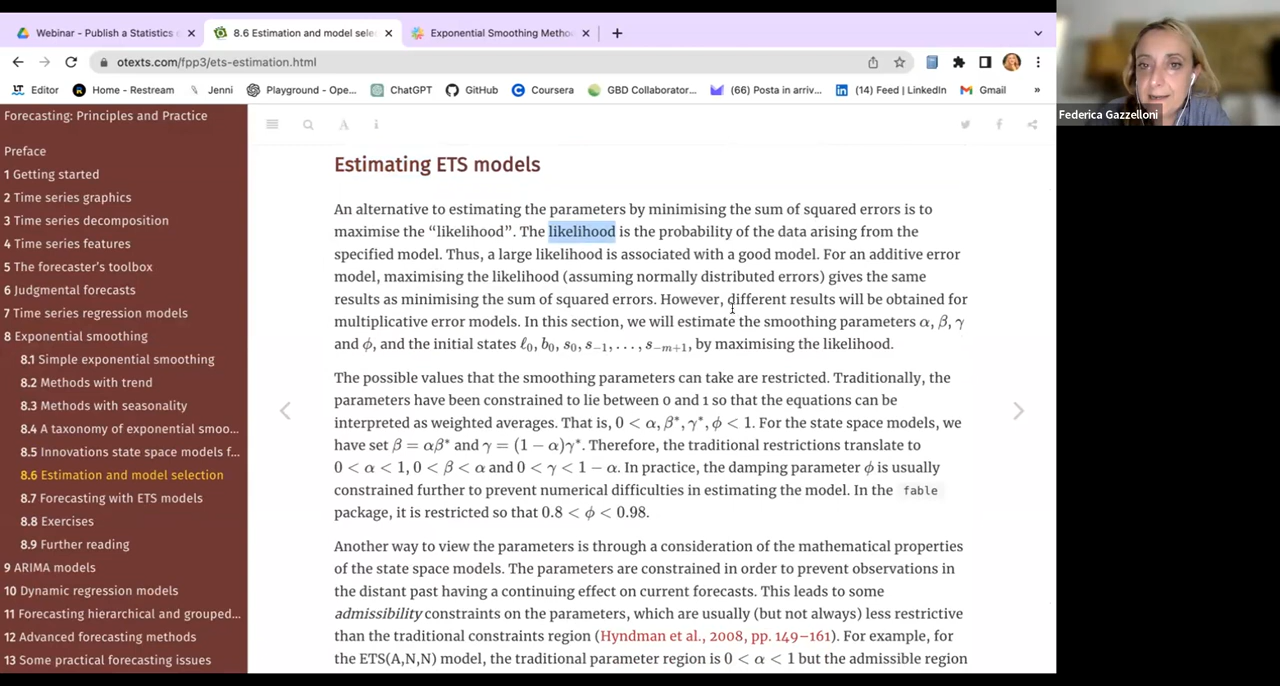 Webinar - Publish a Statistics c
8.6 Estimation and model sele
Exponential Smoothing Metho
otexts.com/fpp3/ets-estimation.html
Editor
Home - Restream
Jenni
Playground - Ope...
ChatGPT
GitHub
Coursera
GBD Collaborator...
(66) Posta in arriv...
(14) Feed | LinkedIn
Gmail
»
Federica Gazzelloni
Forecasting: Principles and Practice
Preface
1 Getting started
2 Time series graphics
3 Time series decomposition
4 Time series features
5 The forecaster's toolbox
6 Judgmental forecasts
7 Time series regression models
8 Exponential smoothing
8.1 Simple exponential smoothing
8.2 Methods with trend
8.3 Methods with seasonality
8.4 A taxonomy of exponential smoo...
8.5 Innovations state space models f...
8.6 Estimation and model selection
8.7 Forecasting with ETS models
8.8 Exercises
8.9 Further reading
9 ARIMA models
10 Dynamic regression models
11 Forecasting hierarchical and grouped...
12 Advanced forecasting methods
13 Some practical forecasting issues
Estimating ETS models
An alternative to estimating the parameters by minimising the sum of squared errors is to
maximise the “likelihood”. The likelihood is the probability of the data arising from the
specified model. Thus, a large likelihood is associated with a good model. For an additive error
model, maximising the likelihood (assuming normally distributed errors) gives the same
results as minimising the sum of squared errors. However, different results will be obtained for
multiplicative error models. In this section, we will estimate the smoothing parameters α, β, γ
and ϕ, and the initial states ℓ₀, b₀, s₀, s₋₁, …, s₋ₘ₊₁, by maximising the likelihood.
The possible values that the smoothing parameters can take are restricted. Traditionally, the
parameters have been constrained to lie between 0 and 1 so that the equations can be
interpreted as weighted averages. That is, 0 < α, β*, γ*, ϕ < 1. For the state space models, we
have set β = αβ* and γ = (1 − α)γ*. Therefore, the traditional restrictions translate to
0 < α < 1, 0 < β < α and 0 < γ < 1 − α. In practice, the damping parameter ϕ is usually
constrained further to prevent numerical difficulties in estimating the model. In the fable
package, it is restricted so that 0.8 < ϕ < 0.98.
Another way to view the parameters is through a consideration of the mathematical properties
of the state space models. The parameters are constrained in order to prevent observations in
the distant past having a continuing effect on current forecasts. This leads to some
admissibility constraints on the parameters, which are usually (but not always) less restrictive
than the traditional constraints region (Hyndman et al., 2008, pp. 149–161). For example, for
the ETS(A,N,N) model, the traditional parameter region is 0 < α < 1 but the admissible region